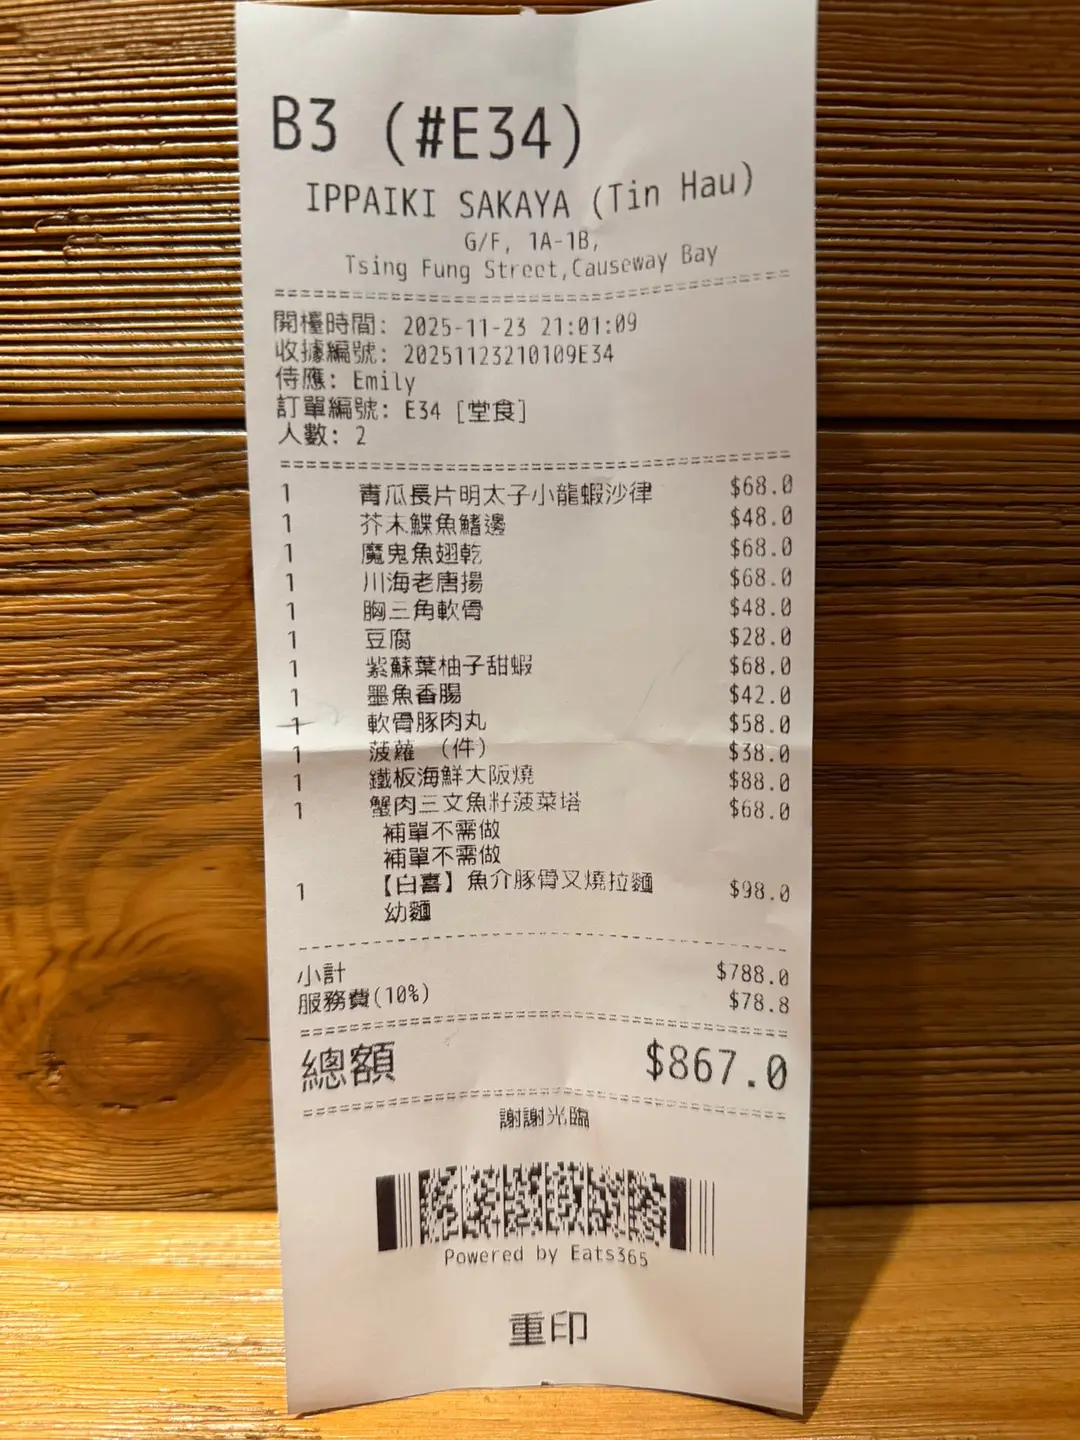 B3 (#E34)
IPPAIKI SAKAYA (Tin Hau)
G/F, 1A-1B,
Tsing Fung Street,Causeway Bay
開檯時間: 2025-11-23 21:01:09
收據編號: 20251123210109E34
侍應: Emily
訂單編號: E34 [堂食]
人數: 2
1 青瓜長片明太子小龍蝦沙律 $68.0
1 芥末鰈魚鰭邊 $48.0
1 魔鬼魚翅乾 $68.0
1 川海老唐揚 $68.0
1 胸三角軟骨 $48.0
1 豆腐 $28.0
1 紫蘇葉柚子甜蝦 $68.0
1 墨魚香腸 $42.0
1 軟骨豚肉丸 $58.0
1 菠蘿 (件) $38.0
1 鐵板海鮮大阪燒 $88.0
1 蟹肉三文魚籽菠菜塔 $68.0
補單不需做
補單不需做
1 【白喜】魚介豚骨叉燒拉麵 $98.0
幼麵
小計 $788.0
服務費(10%) $78.8
總額 $867.0
謝謝光臨
Powered by Eats365
重印